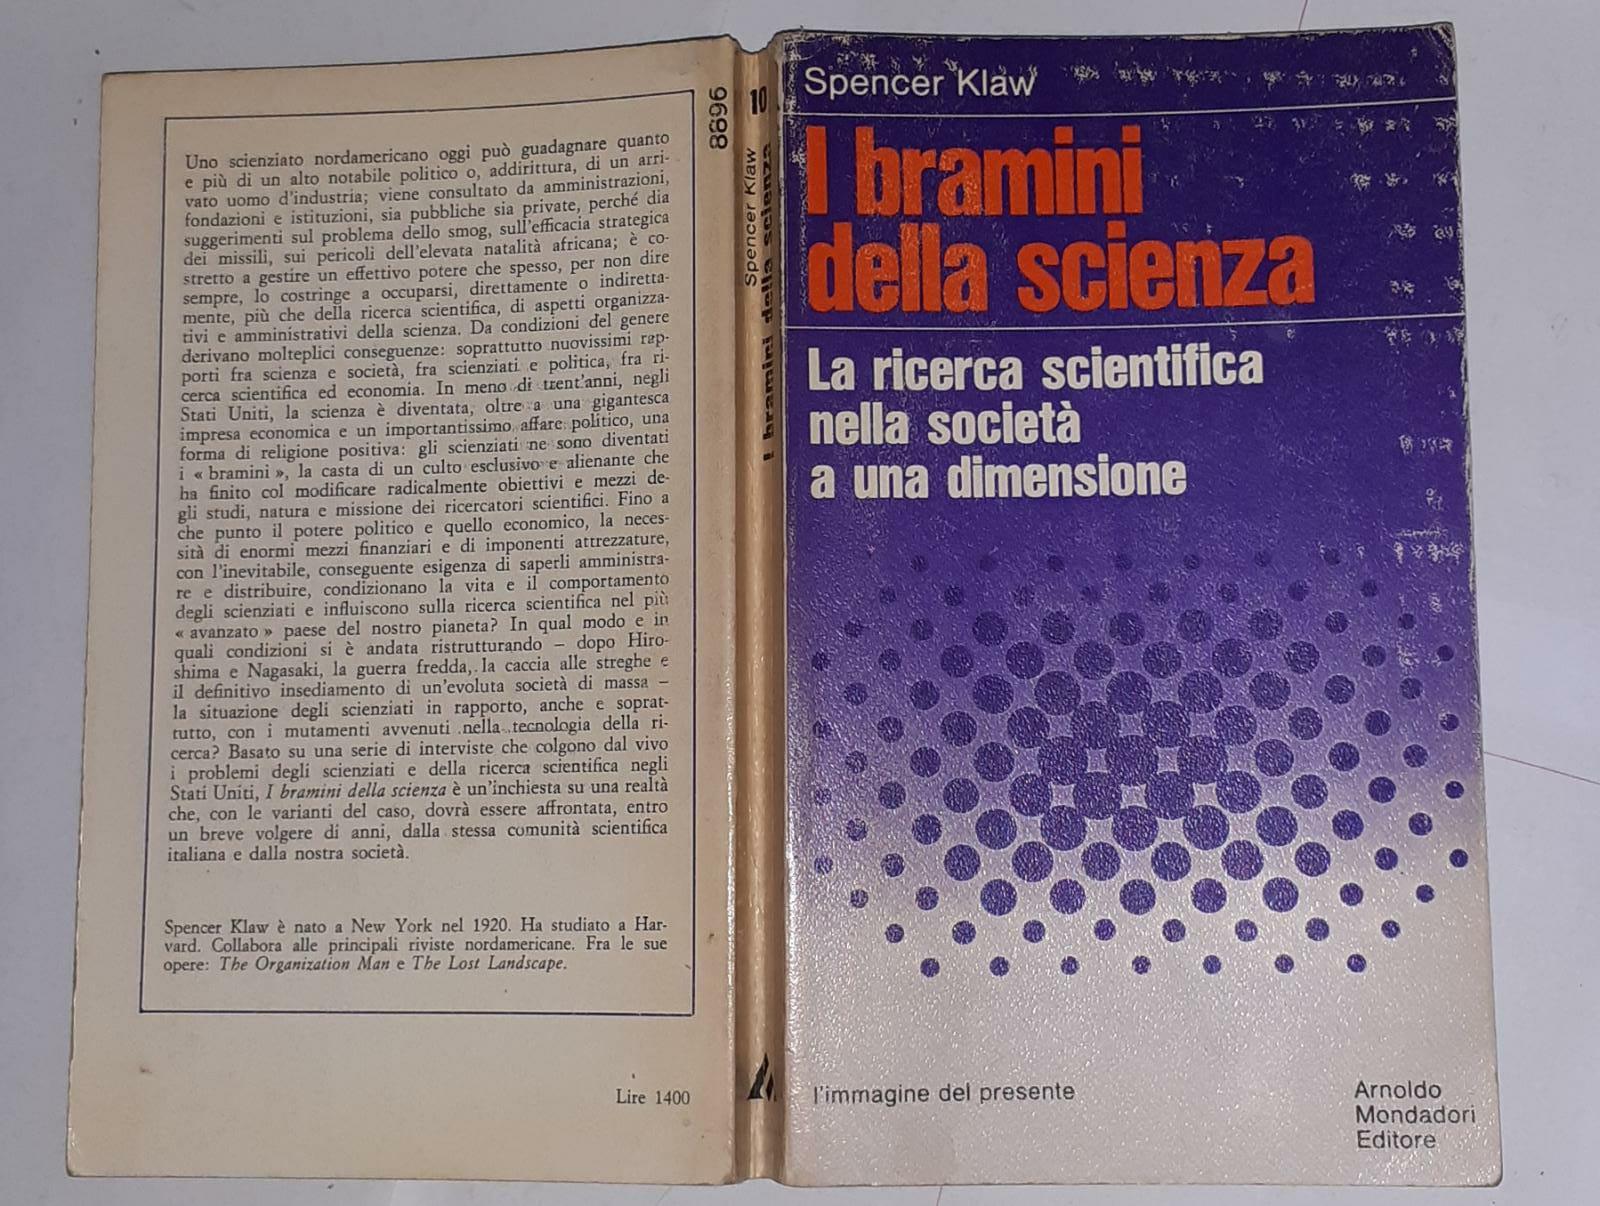 Uno scienziato nordamericano oggi può guadagnare quanto
e più di un alto notabile politico o, addirittura, di un arri-
vato uomo d'industria; viene consultato da amministrazioni,
fondazioni e istituzioni, sia pubbliche sia private, perché dia
suggerimenti sul problema dello smog, sull'efficacia strategica
dei missili, sui pericoli dell'elevata natalità africana; è co-
stretto a gestire un effettivo potere che spesso, per non dire
sempre, lo costringe a occuparsi, direttamente o indiretta-
mente, più che della ricerca scientifica, di aspetti organizza-
tivi e amministrativi della scienza. Da condizioni del genere
derivano molteplici conseguenze: soprattutto nuovissimi rap-
porti fra scienza e società, fra scienziati e politica, fra ri-
cerca scientifica ed economia. In meno di trent'anni, negli
Stati Uniti, la scienza è diventata, oltre a una gigantesca
impresa economica e un importantissimo affare politico, una
forma di religione positiva: gli scienziati ne sono diventati
i « bramini », la casta di un culto esclusivo e alienante che
ha finito col modificare radicalmente obiettivi e mezzi de-
gli studi, natura e missione dei ricercatori scientifici. Fino a
che punto il potere politico e quello economico, la neces-
sità di enormi mezzi finanziari e di imponenti attrezzature,
con l'inevitabile, conseguente esigenza di saperli amministra-
re e distribuire, condizionano la vita e il comportamento
degli scienziati e influiscono sulla ricerca scientifica nel più
« avanzato » paese del nostro pianeta? In qual modo e in
quali condizioni si è andata ristrutturando – dopo Hiro-
shima e Nagasaki, la guerra fredda, la caccia alle streghe e
il definitivo insediamento di un'evoluta società di massa –
la situazione degli scienziati in rapporto, anche e soprat-
tutto, con i mutamenti avvenuti nella tecnologia della ri-
cerca? Basato su una serie di interviste che colgono dal vivo
i problemi degli scienziati e della ricerca scientifica negli
Stati Uniti, I bramini della scienza è un'inchiesta su una realtà
che, con le varianti del caso, dovrà essere affrontata, entro
un breve volgere di anni, dalla stessa comunità scientifica
italiana e dalla nostra società.
Spencer Klaw è nato a New York nel 1920. Ha studiato a Har-
vard. Collabora alle principali riviste nordamericane. Fra le sue
opere: The Organization Man e The Lost Landscape.
Lire 1400
8696
10
Spencer Klaw
I bramini della scienza
Spencer Klaw
I bramini
della scienza
La ricerca scientifica
nella società
a una dimensione
l'immagine del presente
Arnoldo
Mondadori
Editore